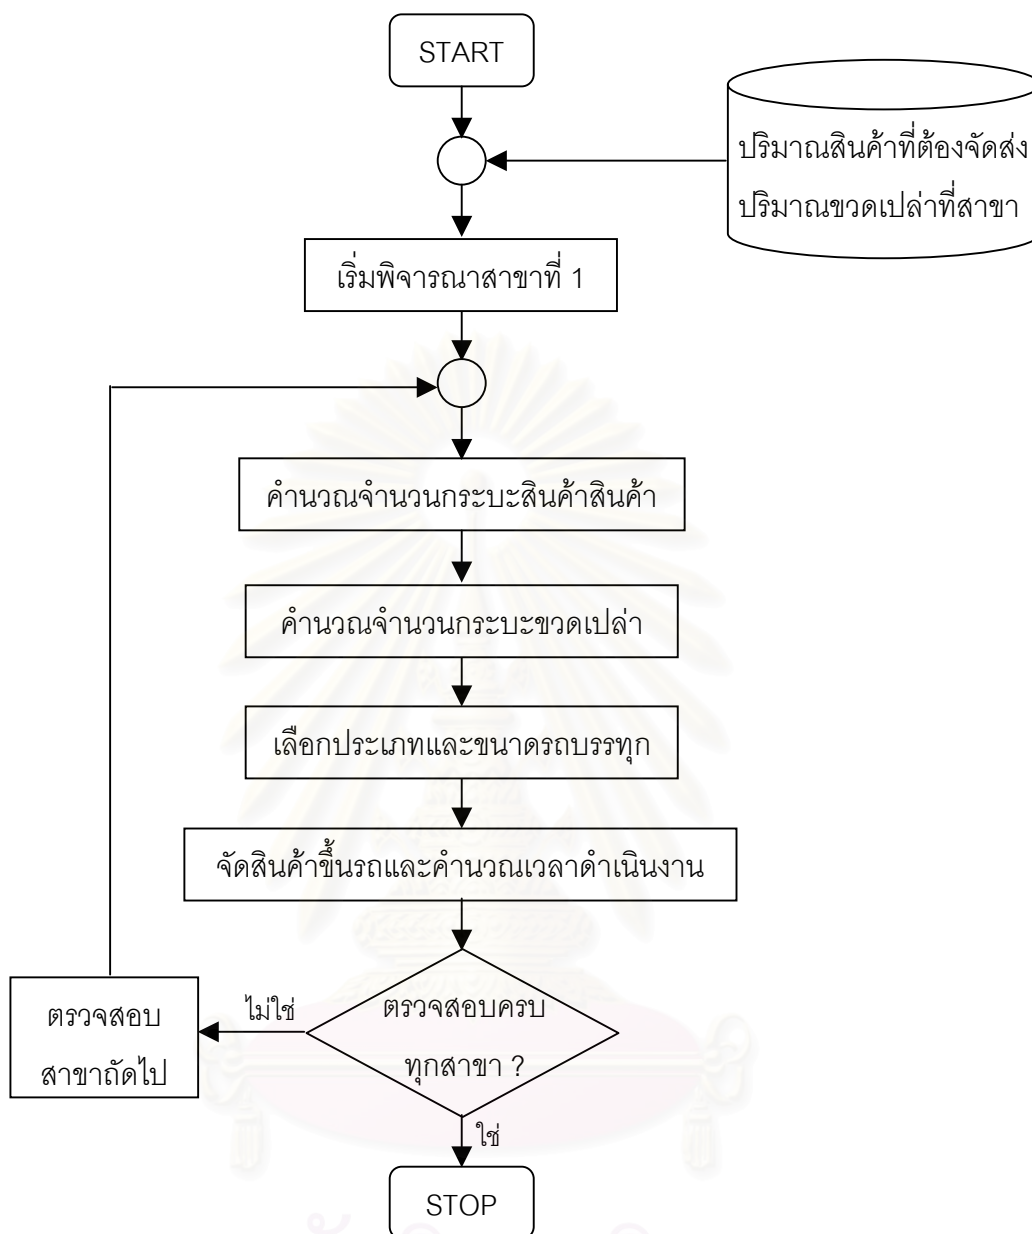 START
ปริมาณสินค้าที่ต้องจัดส่ง
ปริมาณขวดเปล่าที่สาขา
เริ่มพิจารณาสาขาที่ 1
คำนวณจำนวนกระบะสินค้าสินค้า
คำนวณจำนวนกระบะขวดเปล่า
เลือกประเภทและขนาดรถบรรทุก
จัดสินค้าขึ้นรถและคำนวณเวลาดำเนินงาน
ตรวจสอบครบ
ทุกสาขา ?
ไม่ใช่
ตรวจสอบ
สาขาถัดไป
ใช่
STOP